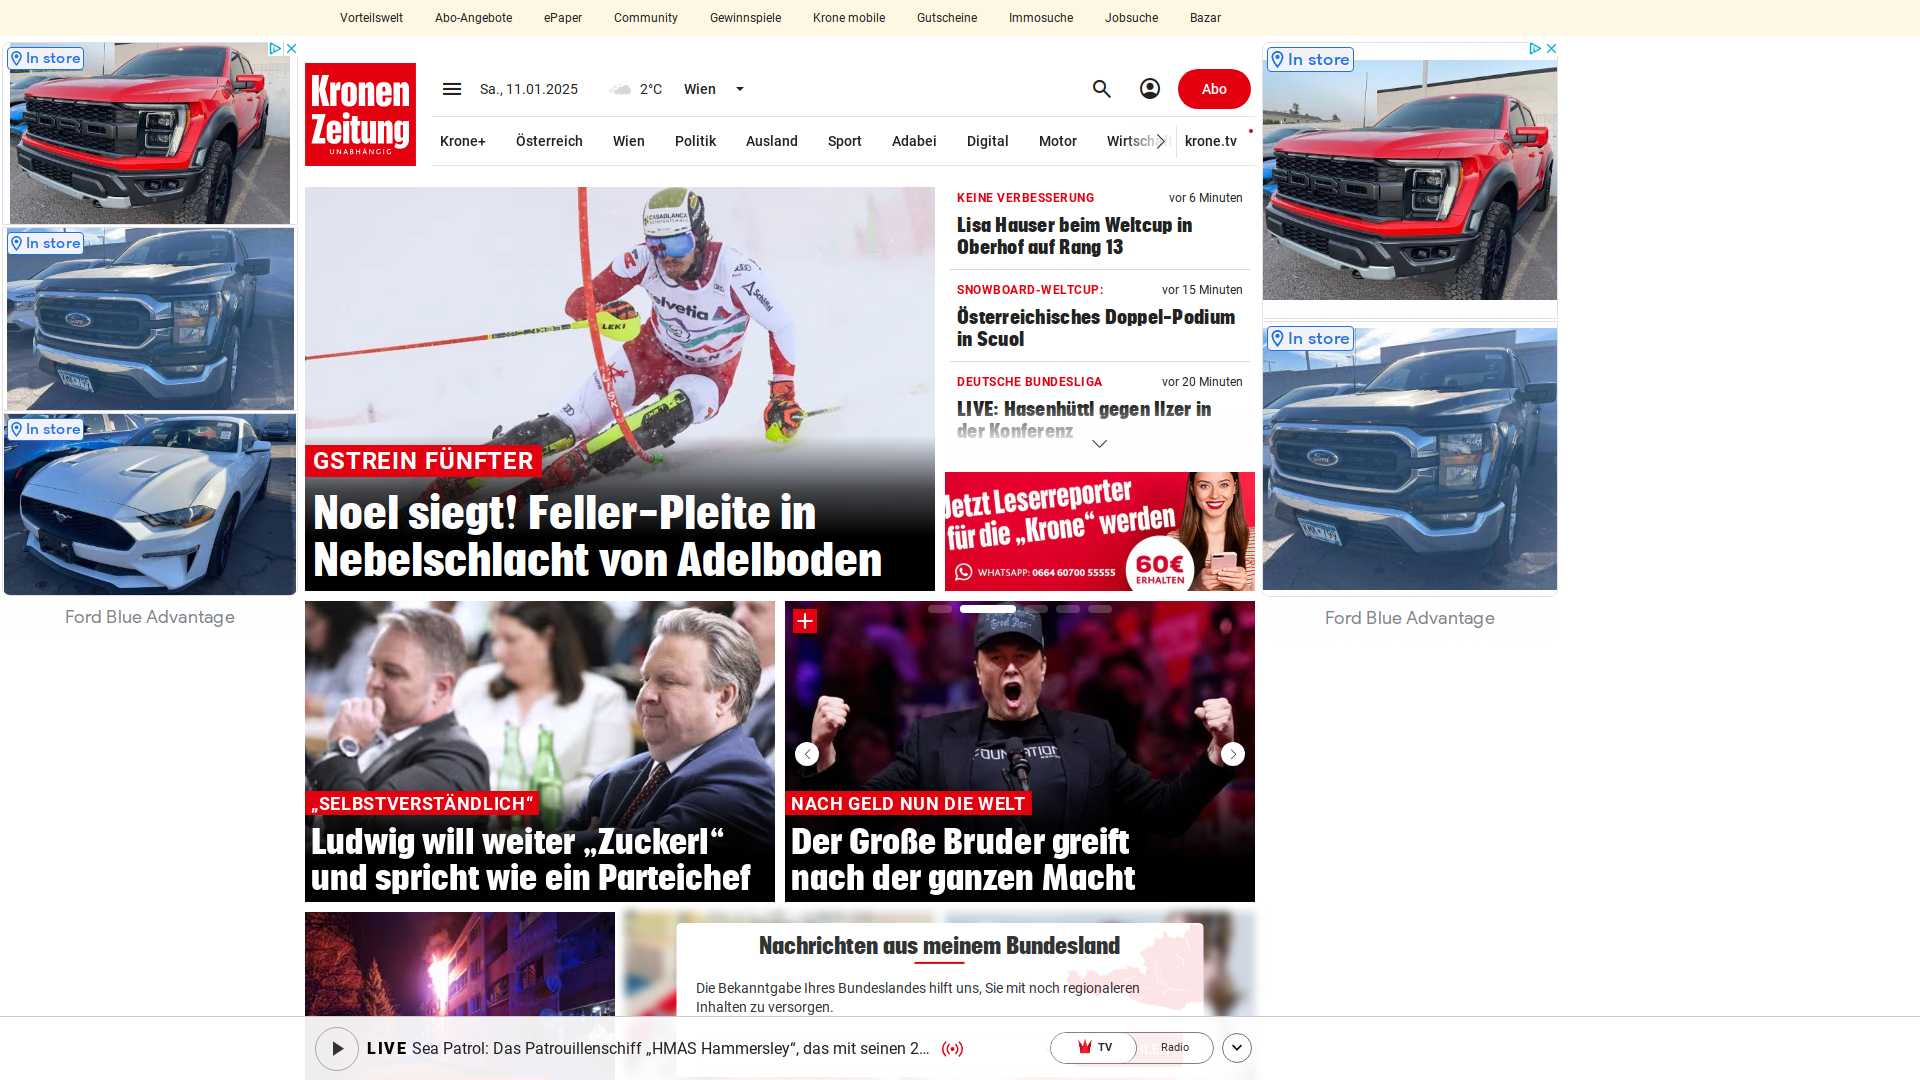 Vorteilswelt
Abo-Angebote
ePaper
Community
Gewinnspiele
Krone mobile
Gutscheine
Immosuche
Jobsuche
Bazar
In store
In store
In store
Ford Blue Advantage
Kronen
Zeitung
UNABHÄNGIG
Sa., 11.01.2025
2°C
Wien
Abo
Krone+
Österreich
Wien
Politik
Ausland
Sport
Adabei
Digital
Motor
Wirtsch
krone.tv
CASABLANCA
helvetia
LEKI
Schöffel
GSTREIN FÜNFTER
Noel siegt! Feller-Pleite in
Nebelschlacht von Adelboden
KEINE VERBESSERUNG
vor 6 Minuten
Lisa Hauser beim Weltcup in
Oberhof auf Rang 13
SNOWBOARD-WELTCUP:
vor 15 Minuten
Österreichisches Doppel-Podium
in Scuol
DEUTSCHE BUNDESLIGA
vor 20 Minuten
LIVE: Hasenhüttl gegen Ilzer in
der Konferenz
Jetzt Leserreporter
für die „Krone“ werden
WHATSAPP: 0664 60700 55555
60€
ERHALTEN
In store
In store
Ford Blue Advantage
„SELBSTVERSTÄNDLICH“
Ludwig will weiter „Zuckerl“
und spricht wie ein Parteichef
FOUNDATION
NACH GELD NUN DIE WELT
Der Große Bruder greift
nach der ganzen Macht
Nachrichten aus meinem Bundesland
Die Bekanntgabe Ihres Bundeslandes hilft uns, Sie mit noch regionaleren
Inhalten zu versorgen.
LIVE Sea Patrol: Das Patrouillenschiff „HMAS Hammersley“, das mit seinen 2...
TV
Radio